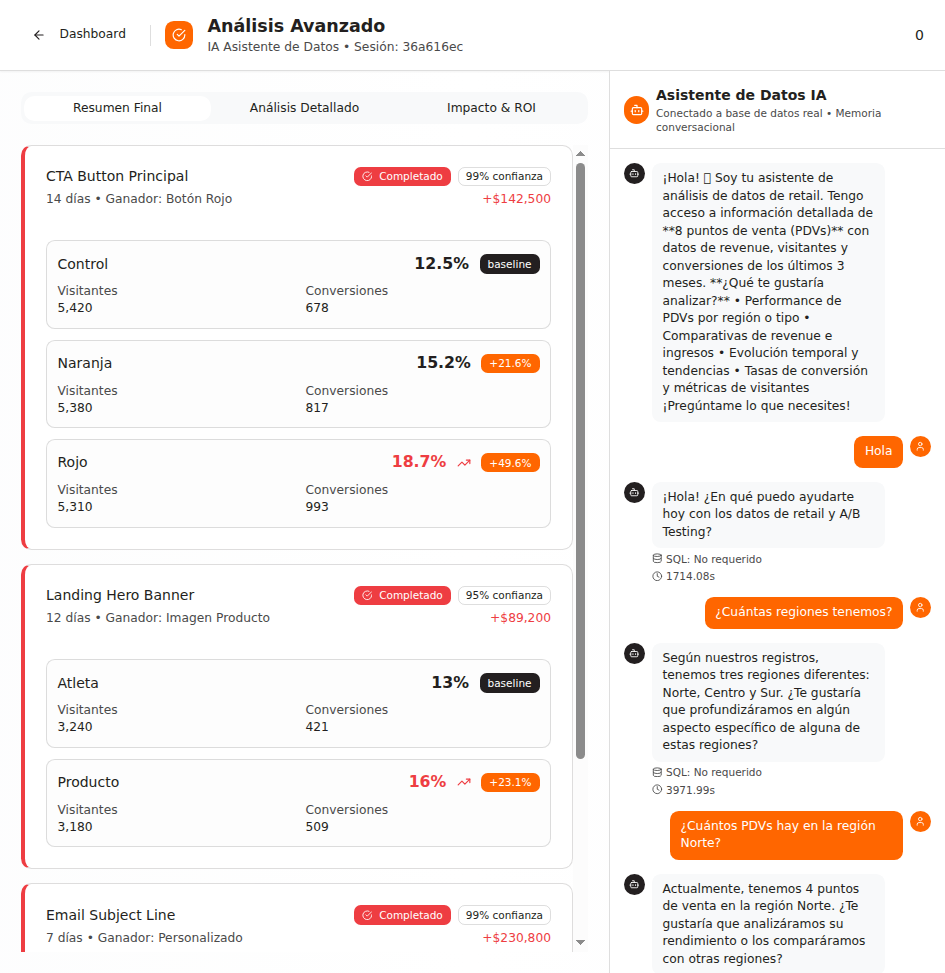 Dashboard
Análisis Avanzado
IA Asistente de Datos • Sesión: 36a616ec
0
Resumen Final
Análisis Detallado
Impacto & ROI
CTA Button Principal
Completado
99% confianza
14 días • Ganador: Botón Rojo
+$142,500
Control
12.5%
baseline
Visitantes
Conversiones
5,420
678
Naranja
15.2%
+21.6%
Visitantes
Conversiones
5,380
817
Rojo
18.7%
+49.6%
Visitantes
Conversiones
5,310
993
Landing Hero Banner
Completado
95% confianza
12 días • Ganador: Imagen Producto
+$89,200
Atleta
13%
baseline
Visitantes
Conversiones
3,240
421
Producto
16%
+23.1%
Visitantes
Conversiones
3,180
509
Email Subject Line
Completado
99% confianza
7 días • Ganador: Personalizado
+$230,800
Asistente de Datos IA
Conectado a base de datos real • Memoria
conversacional
¡Hola! Soy tu asistente de
análisis de datos de retail. Tengo
acceso a información detallada de
**8 puntos de venta (PDVs)** con
datos de revenue, visitantes y
conversiones de los últimos 3
meses. **¿Qué te gustaría
analizar?** • Performance de
PDVs por región o tipo •
Comparativas de revenue e
ingresos • Evolución temporal y
tendencias • Tasas de conversión
y métricas de visitantes
¡Pregúntame lo que necesites!
Hola
¡Hola! ¿En qué puedo ayudarte
hoy con los datos de retail y A/B
Testing?
SQL: No requerido
1714.08s
¿Cuántas regiones tenemos?
Según nuestros registros,
tenemos tres regiones diferentes:
Norte, Centro y Sur. ¿Te gustaría
que profundizáramos en algún
aspecto específico de alguna de
estas regiones?
SQL: No requerido
3971.99s
¿Cuántos PDVs hay en la región
Norte?
Actualmente, tenemos 4 puntos
de venta en la región Norte. ¿Te
gustaría que analizáramos su
rendimiento o los comparáramos
con otras regiones?